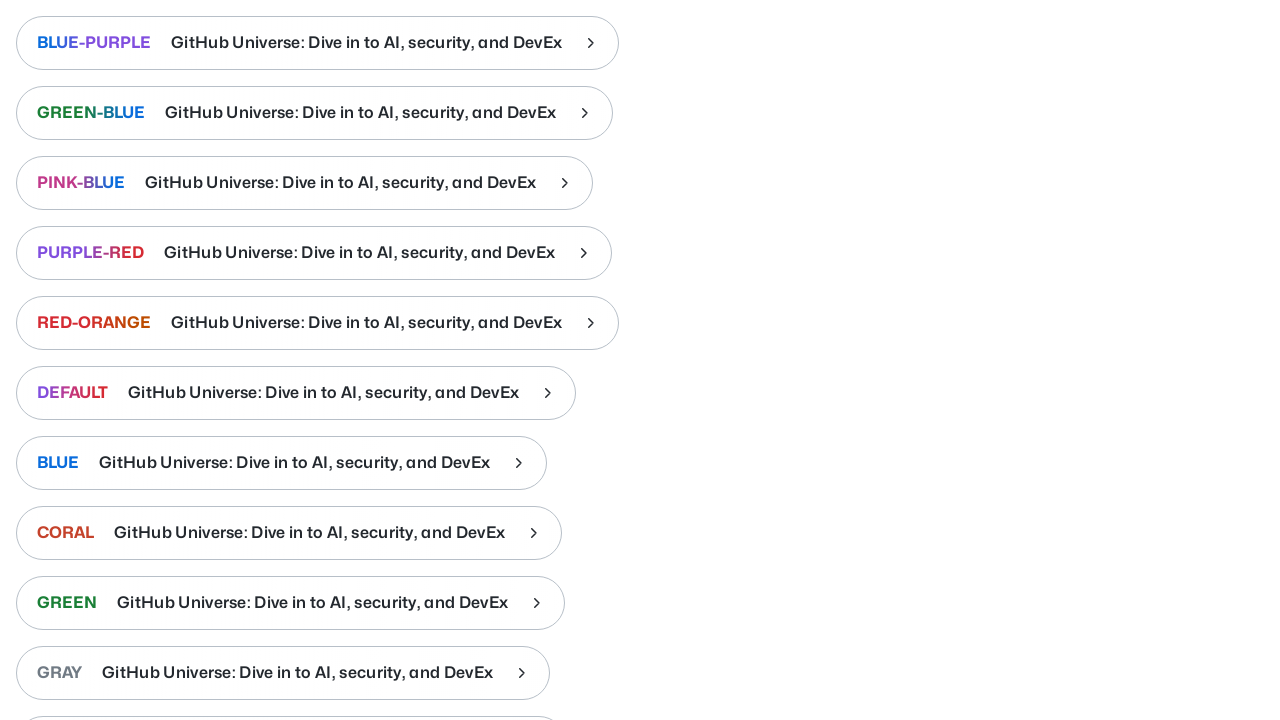 BLUE-PURPLE GitHub Universe: Dive in to AI, security, and DevEx
GREEN-BLUE GitHub Universe: Dive in to AI, security, and DevEx
PINK-BLUE GitHub Universe: Dive in to AI, security, and DevEx
PURPLE-RED GitHub Universe: Dive in to AI, security, and DevEx
RED-ORANGE GitHub Universe: Dive in to AI, security, and DevEx
DEFAULT GitHub Universe: Dive in to AI, security, and DevEx
BLUE GitHub Universe: Dive in to AI, security, and DevEx
CORAL GitHub Universe: Dive in to AI, security, and DevEx
GREEN GitHub Universe: Dive in to AI, security, and DevEx
GRAY GitHub Universe: Dive in to AI, security, and DevEx